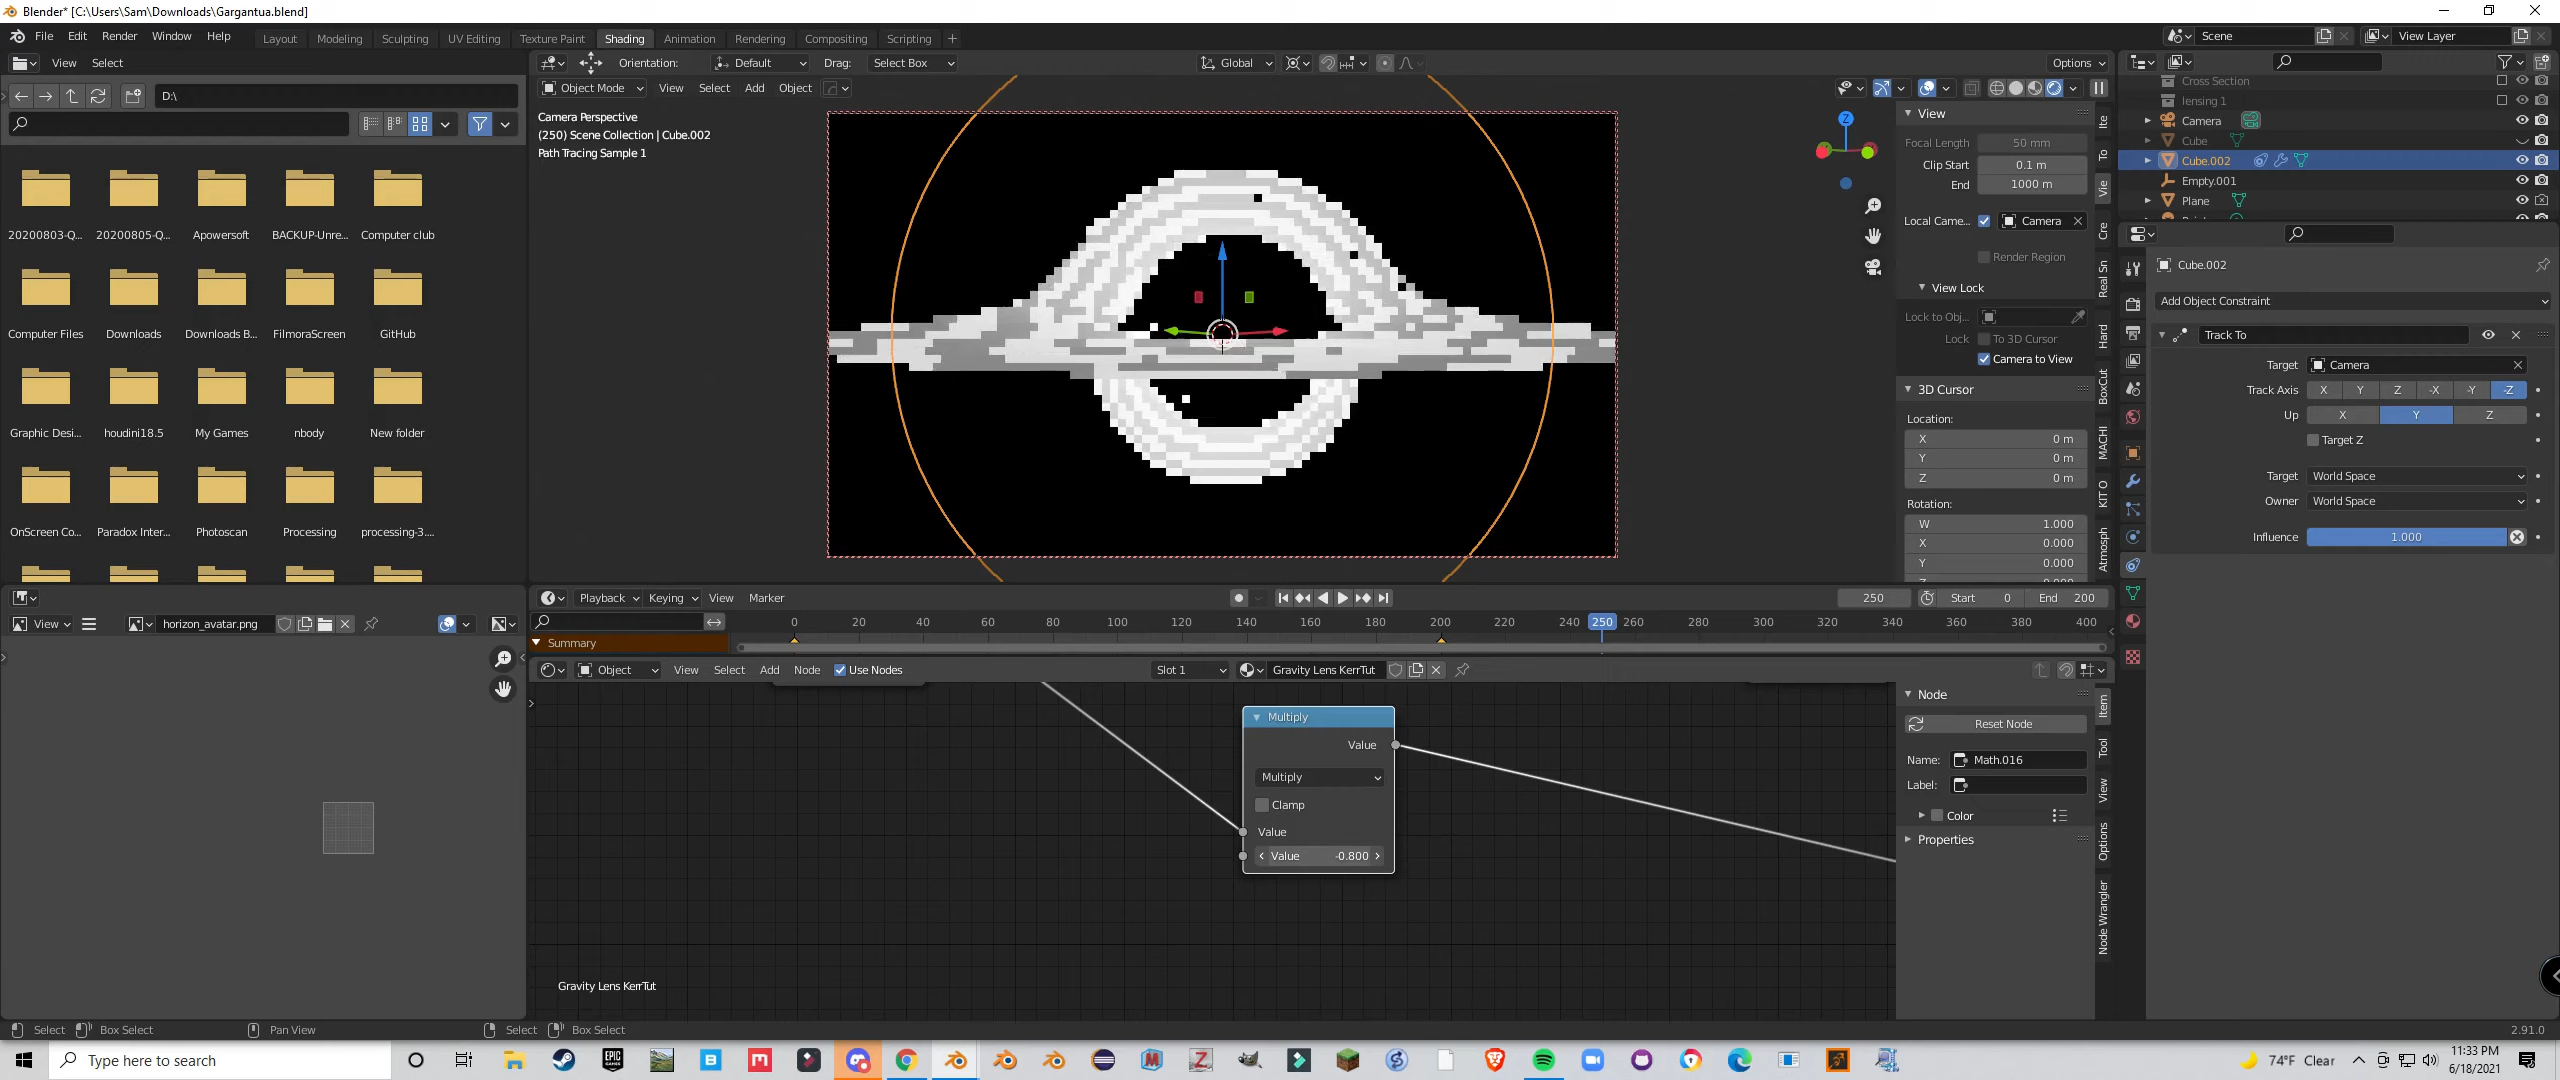 Blender* [C:\Users\Sam\Downloads\Gargantua.blend]
File Edit Render Window Help
Layout Modeling Sculpting UV Editing Texture Paint Shading Animation Rendering Compositing Scripting +
Scene View Layer
View Select
Orientation: Default Drag: Select Box Global Options
D:\
Object Mode View Select Add Object
Camera Perspective
(250) Scene Collection | Cube.002
Path Tracing Sample 1
20200803-Q... 20200805-Q... Apowersoft BACKUP-Unre... Computer club
Computer Files Downloads Downloads B... FilmoraScreen GitHub
Graphic Desi... houdini18.5 My Games nbody New folder
OnScreen Co... Paradox Inter... Photoscan Processing processing-3....
Z
View
Focal Length 50 mm
Clip Start 0.1 m
End 1000 m
Local Came... Camera
Render Region
View Lock
Lock to Obj...
Lock To 3D Cursor
Camera to View
3D Cursor
Location:
X 0 m
Y 0 m
Z 0 m
Rotation:
W 1.000
X 0.000
Y 0.000
Ite
To
Vie
Cre
Real Sn
Hard
BoxCut
MACHI
KIT O
Atmosph
Cross Section
lensing 1
Camera
Cube
Cube.002
Empty.001
Plane
Cube.002
Add Object Constraint
Track To
Target Camera
Track Axis X Y Z -X -Y -Z
Up X Y Z
Target Z
Target World Space
Owner World Space
Influence 1.000
Playback Keying View Marker
250 Start 0 End 200
0 20 40 60 80 100 120 140 160 180 200 220 240 250 260 280 300 320 340 360 380 400
Summary
View horizon_avatar.png
Object View Select Add Node Use Nodes Slot 1 Gravity Lens KerrTut
Multiply
Value
Multiply
Clamp
Value
Value -0.800
Gravity Lens KerrTut
Node
Reset Node
Name: Math.016
Label:
Color
Properties
Item
Tool
View
Options
Node Wrangler
Select Box Select Pan View Select Box Select 2.91.0
Type here to search
74°F Clear
11:33 PM
6/18/2021